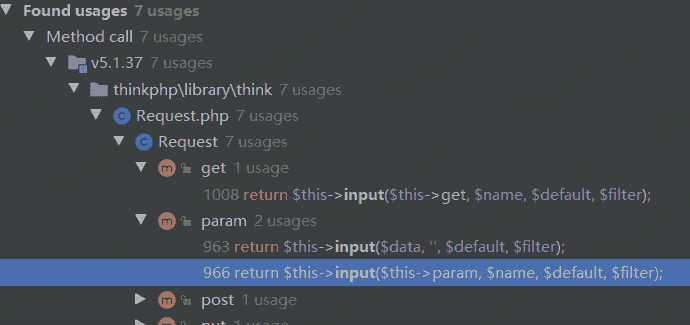 Found usages 7 usages
Method call 7 usages
v5.1.37 7 usages
thinkphp\library\think 7 usages
Request.php 7 usages
Request 7 usages
get 1 usage
1008 return $this->input($this->get, $name, $default, $filter);
param 2 usages
963 return $this->input($data, '', $default, $filter);
966 return $this->input($this->param, $name, $default, $filter);
post 1 usage
put 1 usage